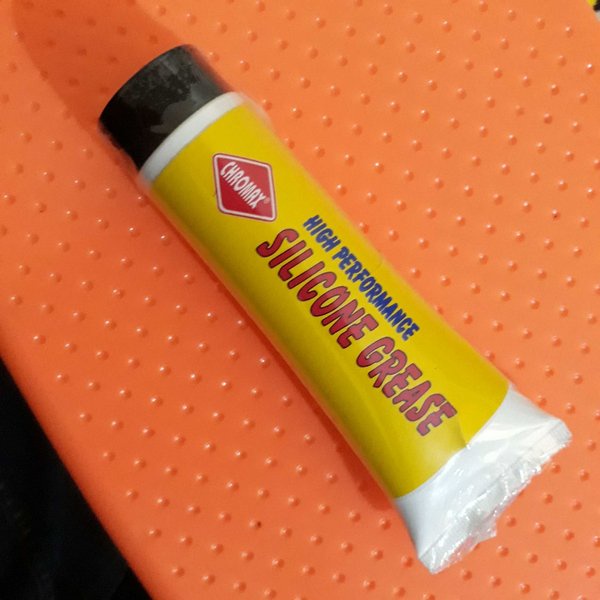 CHROMAX®
HIGH PERFORMANCE
SILICONE GREASE